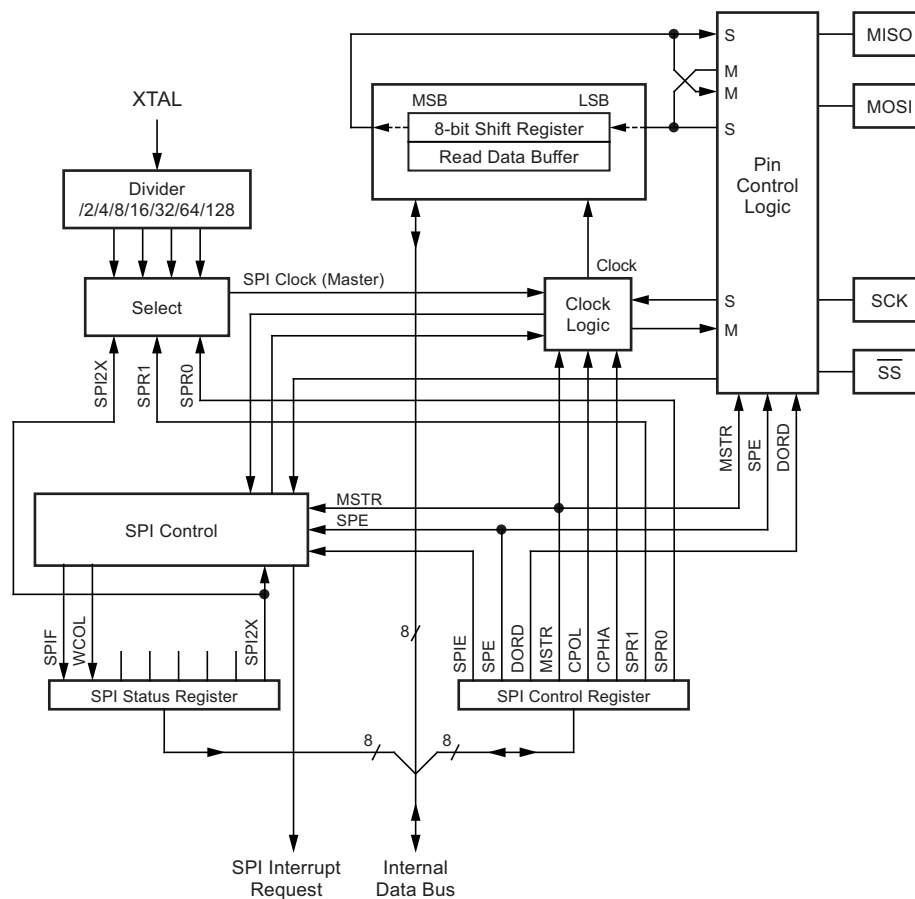 S
MISO
M
XTAL
MSB
LSB
M
MOSI
8-bit Shift Register
S
Read Data Buffer
Pin
Control
Logic
Divider
/2/4/8/16/32/64/128
Clock
SPI Clock (Master)
Select
Clock
Logic
S
SCK
M
SPI2X
SPR1
SPR0
SS
MSTR
SPE
DORD
MSTR
SPE
SPI Control
8
SPIF
WCOL
SPI2X
SPIE
SPE
DORD
MSTR
CPOL
CPHA
SPR1
SPR0
SPI Status Register
SPI Control Register
8
8
SPI Interrupt
Request
Internal
Data Bus